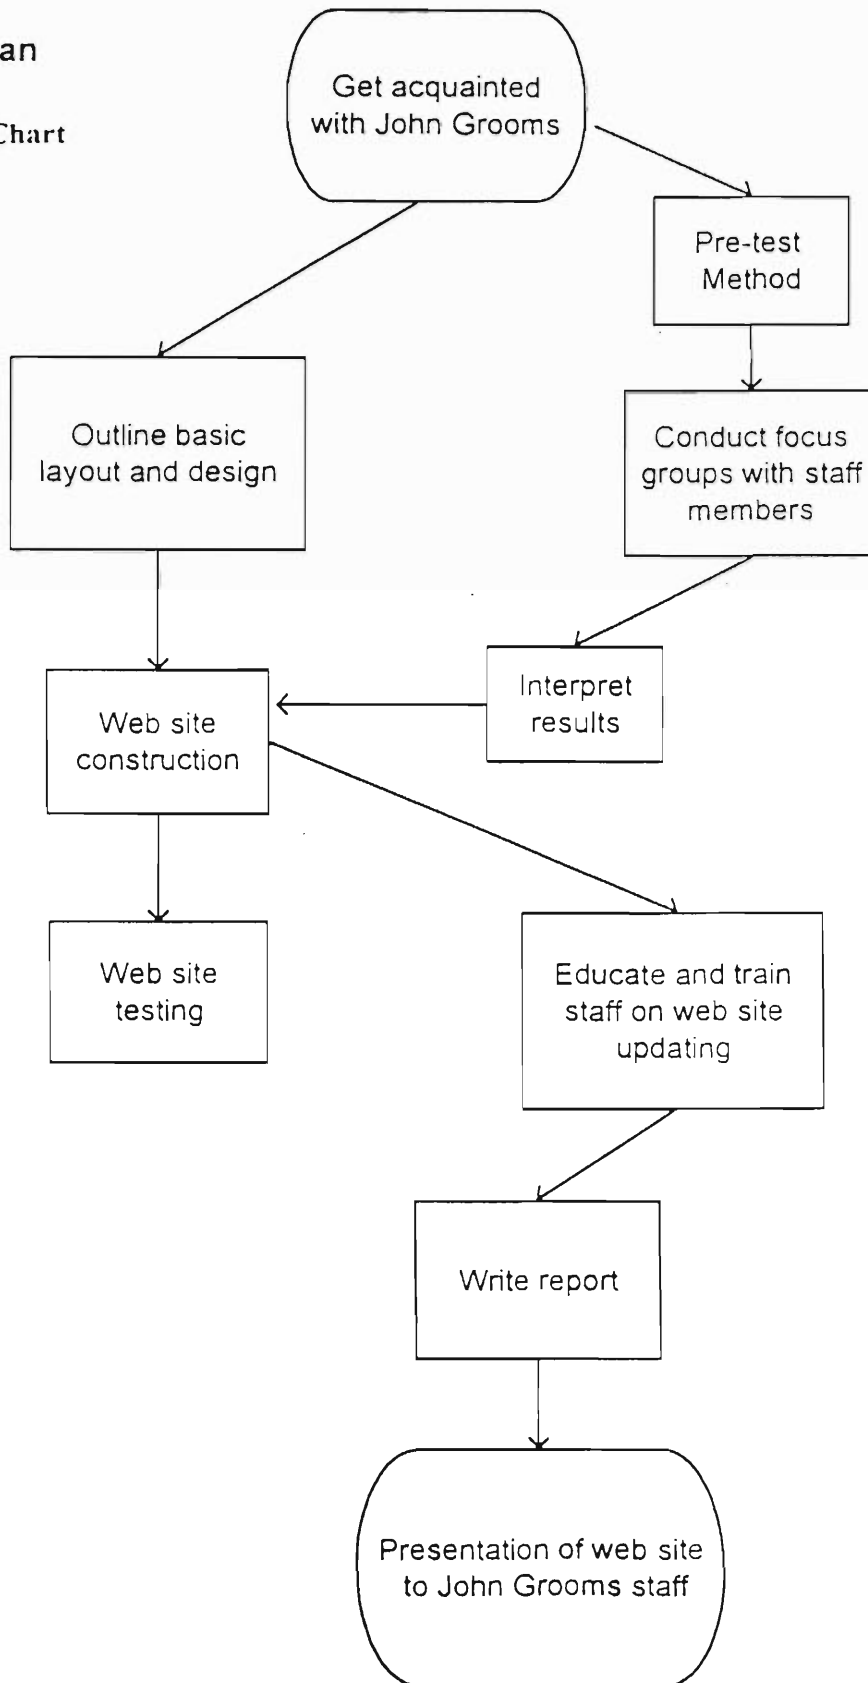 Get acquainted
with John Grooms
Chart
Pre-test
Method
Outline basic
layout and design
Conduct focus
groups with staff
members
Interpret
results
Web site
construction
Web site
testing
Educate and train
staff on web site
updating
Write report
Presentation of web site
to John Grooms staff